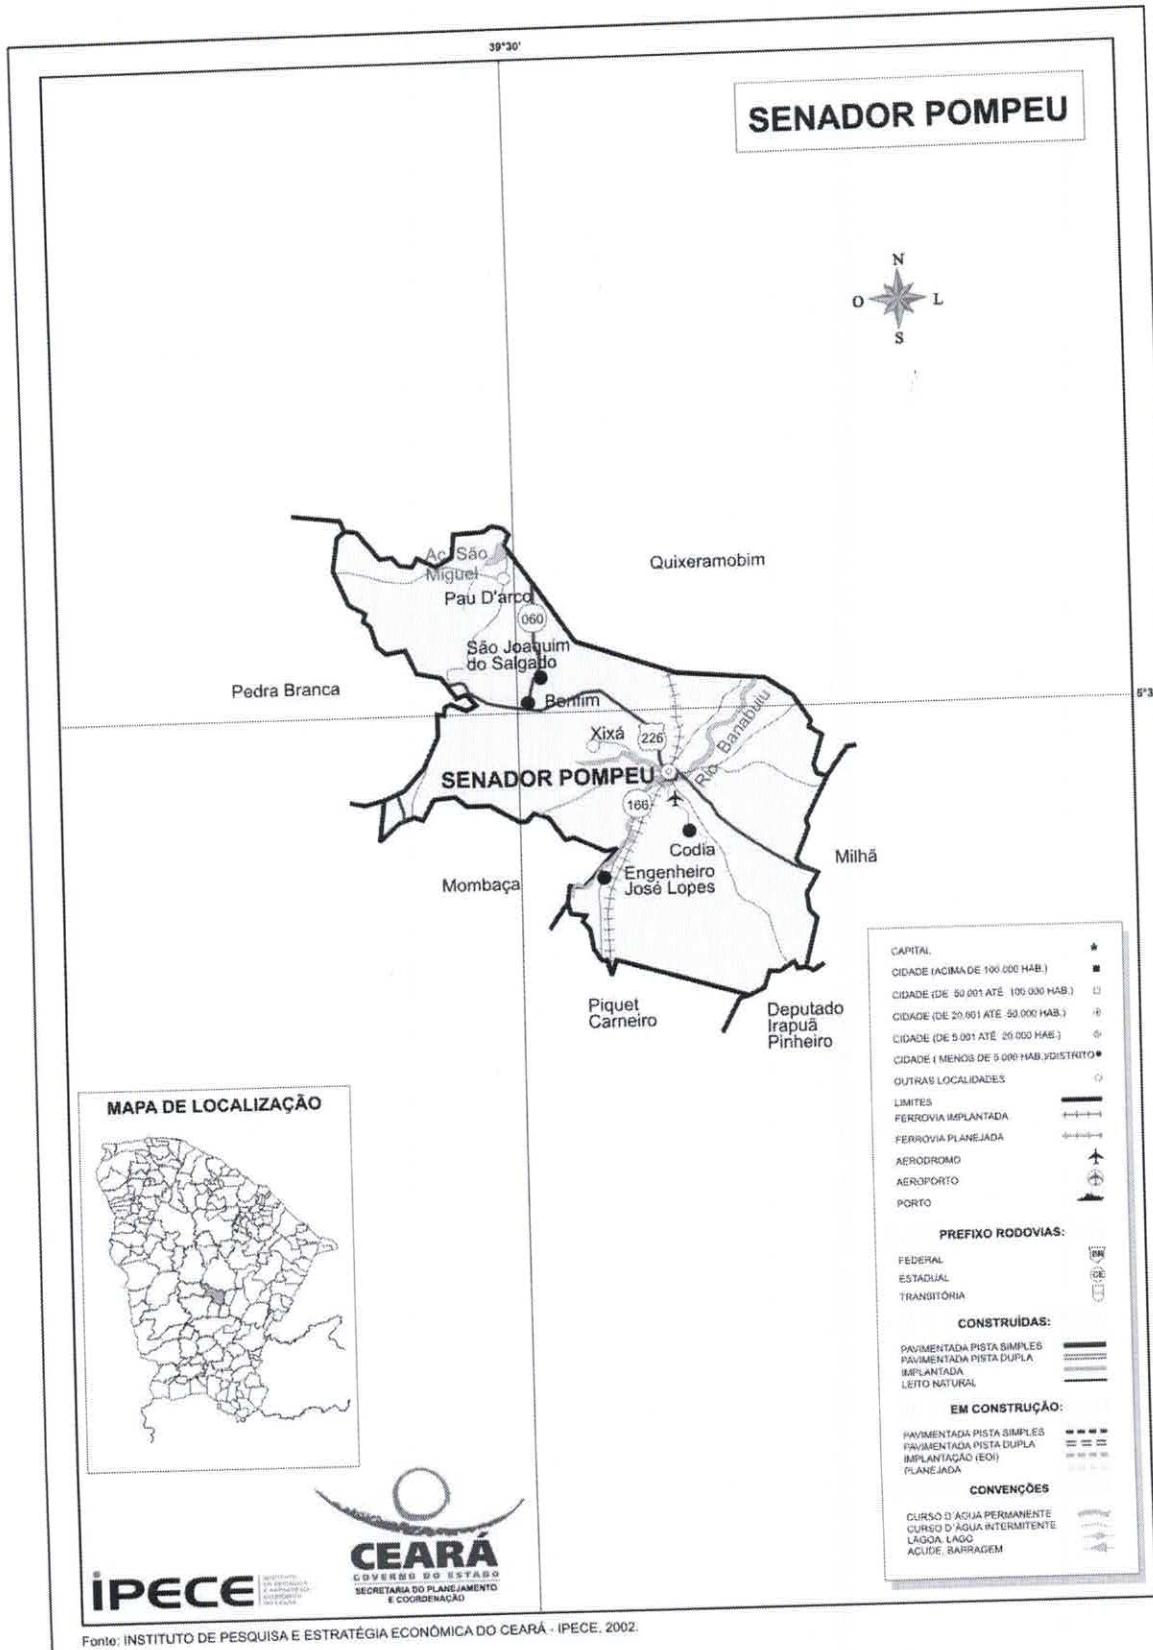 39°30'
SENADOR POMPEU
N
O
L
S
Quixeramobim
Aç. São
Miguel
Pau D'arco
060
São Joaquim
do Salgado
Pedra Branca
Bonfim
5°3
Xixá
226
Rio Banabuiu
SENADOR POMPEU
166
Codia
Milhã
Engenheiro
José Lopes
Mombaça
Piquet
Carneiro
Deputado
Irapuã
Pinheiro
CAPITAL
CIDADE (ACIMA DE 100.000 HAB.)
CIDADE (DE 50.001 ATÉ 100.000 HAB.)
CIDADE (DE 20.001 ATÉ 50.000 HAB.)
CIDADE (DE 5.001 ATÉ 20.000 HAB.)
CIDADE ( MENOS DE 5.000 HAB.)/DISTRITO
OUTRAS LOCALIDADES
LIMITES
FERROVIA IMPLANTADA
FERROVIA PLANEJADA
AERÓDROMO
AEROPORTO
PORTO
PREFIXO RODOVIAS:
FEDERAL BR
ESTADUAL CE
TRANSITÓRIA
CONSTRUÍDAS:
PAVIMENTADA PISTA SIMPLES
PAVIMENTADA PISTA DUPLA
IMPLANTADA
LEITO NATURAL
EM CONSTRUÇÃO:
PAVIMENTADA PISTA SIMPLES
PAVIMENTADA PISTA DUPLA
IMPLANTAÇÃO (EOI)
PLANEJADA
CONVENÇÕES
CURSO D'ÁGUA PERMANENTE
CURSO D'ÁGUA INTERMITENTE
LAGOA, LAGO
AÇUDE, BARRAGEM
MAPA DE LOCALIZAÇÃO
IPECE
CEARÁ
GOVERNO DO ESTADO
SECRETARIA DO PLANEJAMENTO
E COORDENAÇÃO
Fonte: INSTITUTO DE PESQUISA E ESTRATÉGIA ECONÔMICA DO CEARÁ - IPECE, 2002.